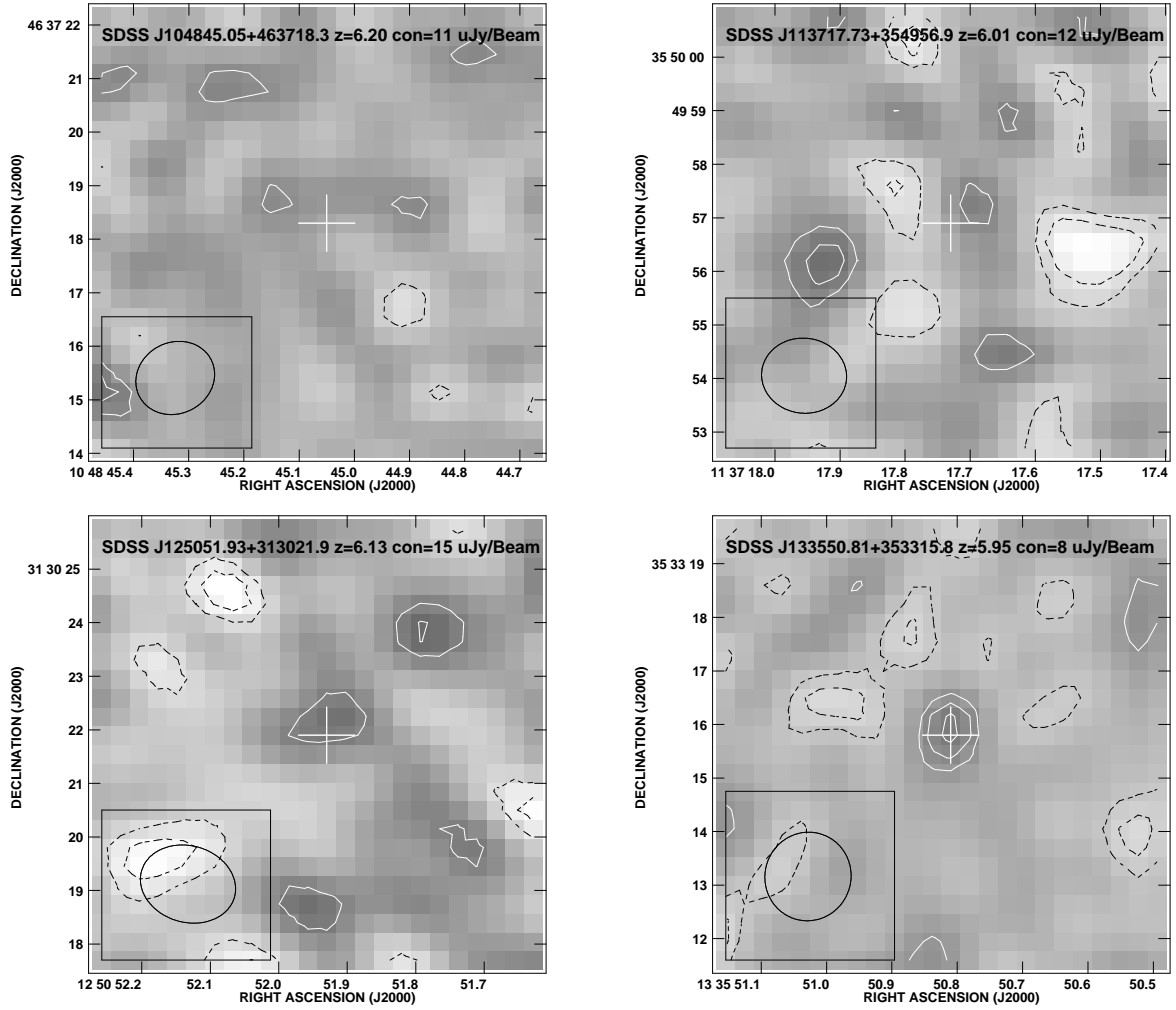 SDSS J104845.05+463718.3 z=6.20 con=11 uJy/Beam
DECLINATION (J2000)
46 37 22
21
20
19
18
17
16
15
14
10 48 45.4 45.3 45.2 45.1 45.0 44.9 44.8 44.7
RIGHT ASCENSION (J2000)
SDSS J113717.73+354956.9 z=6.01 con=12 uJy/Beam
DECLINATION (J2000)
35 50 00
49 59
58
57
56
55
54
53
11 37 18.0 17.9 17.8 17.7 17.6 17.5 17.4
RIGHT ASCENSION (J2000)
SDSS J125051.93+313021.9 z=6.13 con=15 uJy/Beam
DECLINATION (J2000)
31 30 25
24
23
22
21
20
19
18
12 50 52.2 52.1 52.0 51.9 51.8 51.7
RIGHT ASCENSION (J2000)
SDSS J133550.81+353315.8 z=5.95 con=8 uJy/Beam
DECLINATION (J2000)
35 33 19
18
17
16
15
14
13
12
13 35 51.1 51.0 50.9 50.8 50.7 50.6 50.5
RIGHT ASCENSION (J2000)